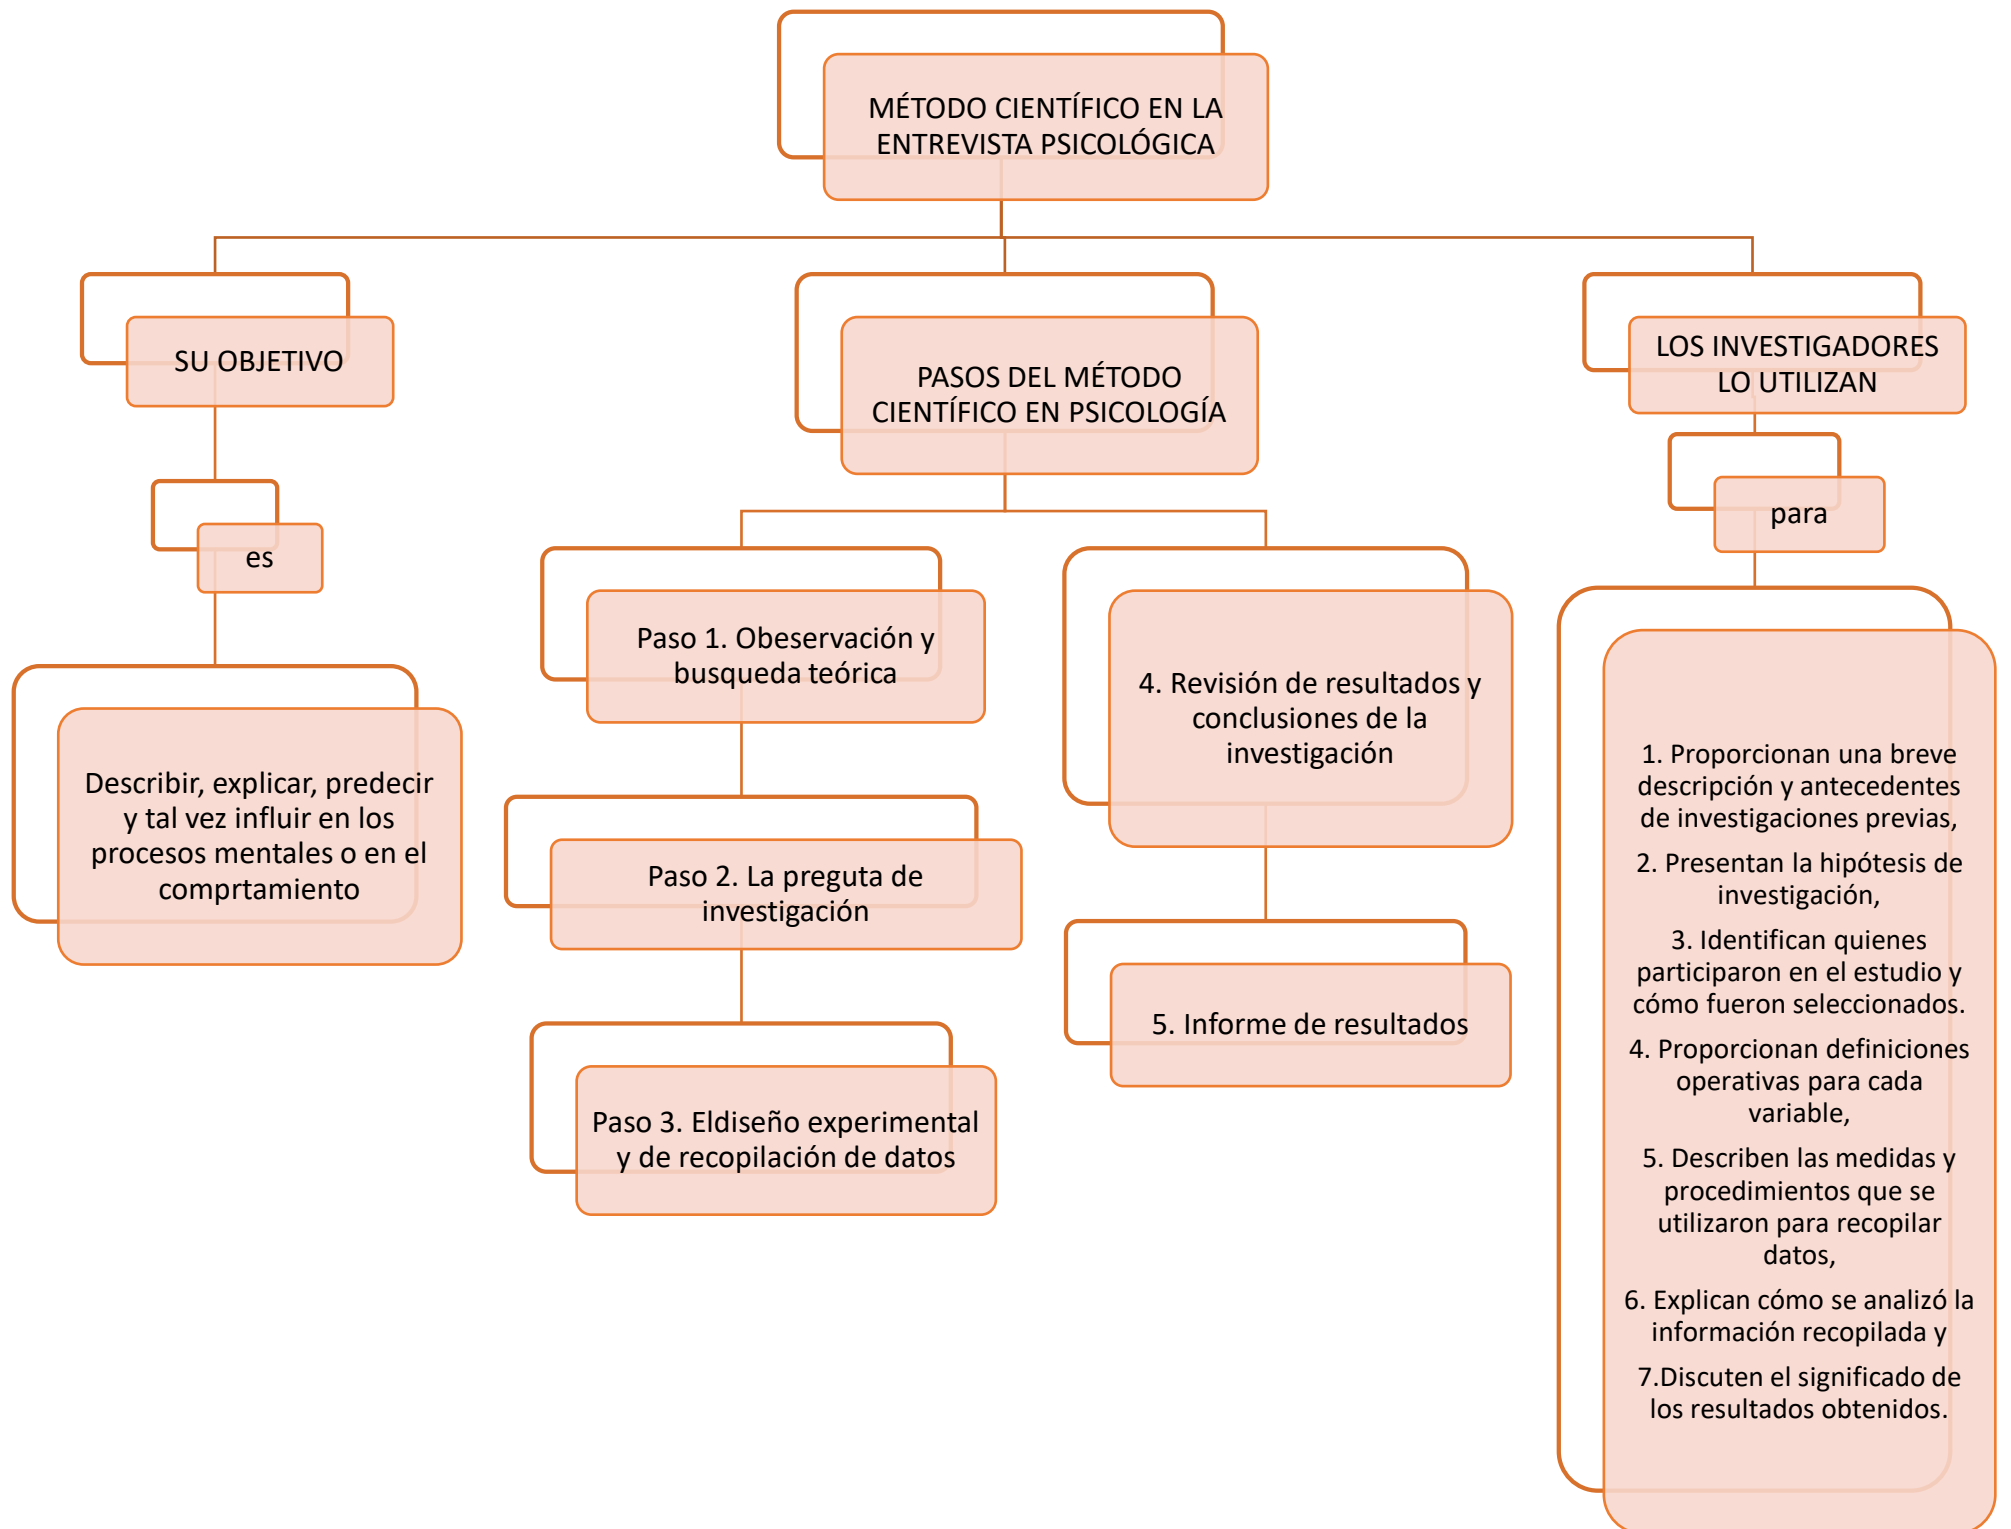 MÉTODO CIENTÍFICO EN LA
ENTREVISTA PSICOLÓGICA
SU OBJETIVO
es
Describir, explicar, predecir
y tal vez influir en los
procesos mentales o en el
comprtamiento
PASOS DEL MÉTODO
CIENTÍFICO EN PSICOLOGÍA
Paso 1. Obeservación y
busqueda teórica
Paso 2. La preguta de
investigación
Paso 3. Eldiseño experimental
y de recopilación de datos
4. Revisión de resultados y
conclusiones de la
investigación
5. Informe de resultados
LOS INVESTIGADORES
LO UTILIZAN
para
1. Proporcionan una breve
descripción y antecedentes
de investigaciones previas,
2. Presentan la hipótesis de
investigación,
3. Identifican quienes
participaron en el estudio y
cómo fueron seleccionados.
4. Proporcionan definiciones
operativas para cada
variable,
5. Describen las medidas y
procedimientos que se
utilizaron para recopilar
datos,
6. Explican cómo se analizó la
información recopilada y
7.Discuten el significado de
los resultados obtenidos.